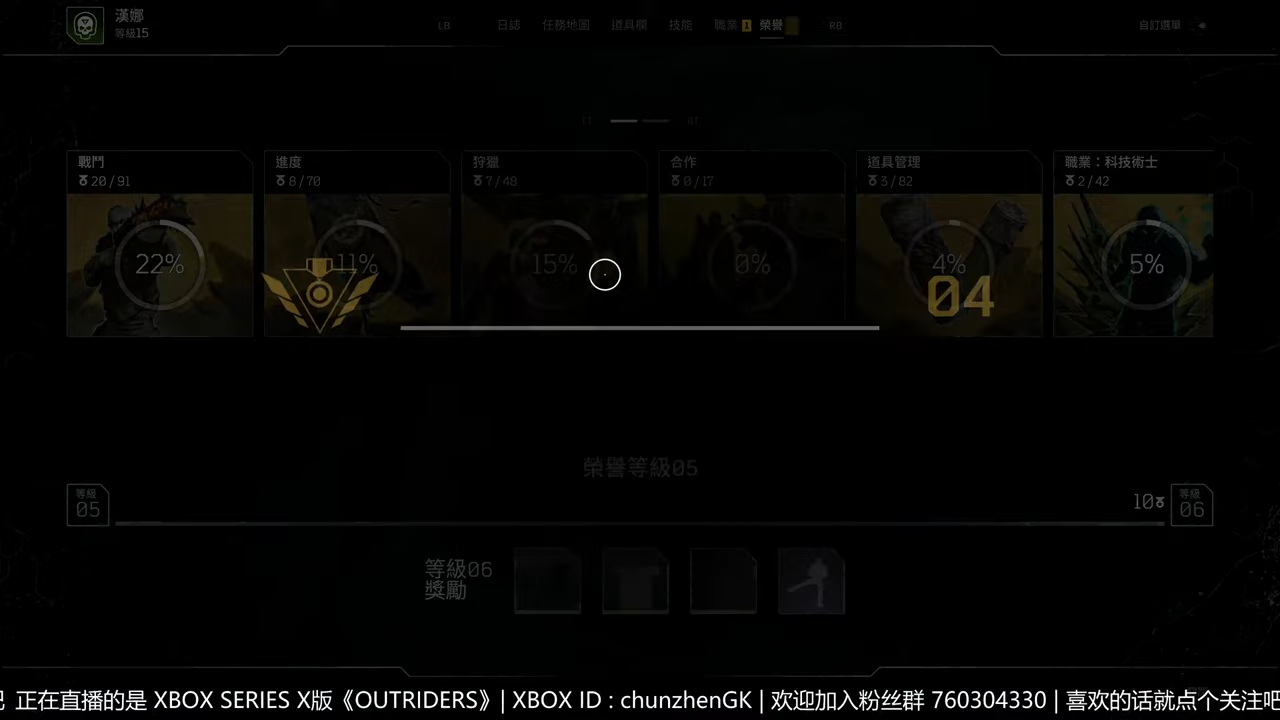 漢娜
等級15
LB 日誌 任務地圖 道具欄 技能 職業 1 榮譽 RB 自訂選單
LT RT
戰鬥
20/91
22%
進度
8/70
11%
狩獵
7/48
15%
合作
0/17
0%
道具管理
3/82
4%
職業：科技術士
2/42
5%
04
榮譽等級05
等級
05
10
等級
06
等級06
獎勵
正在直播的是 XBOX SERIES X版《OUTRIDERS》| XBOX ID : chunzhenGK | 欢迎加入粉丝群 760304330 | 喜欢的话就点个关注吧